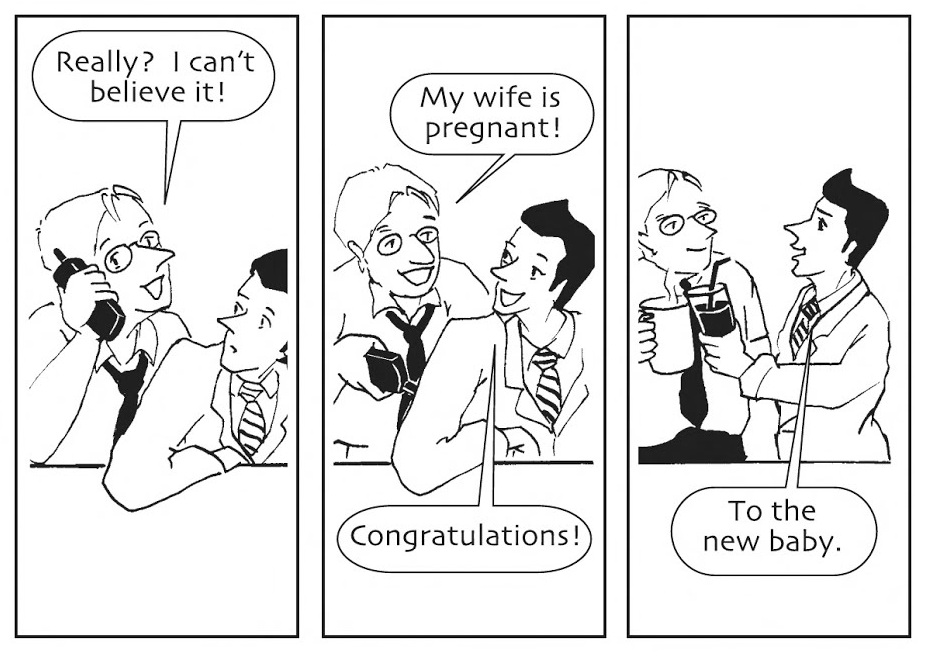 Really? I can't
believe it!
My wife is
pregnant!
Congratulations!
To the
new baby.